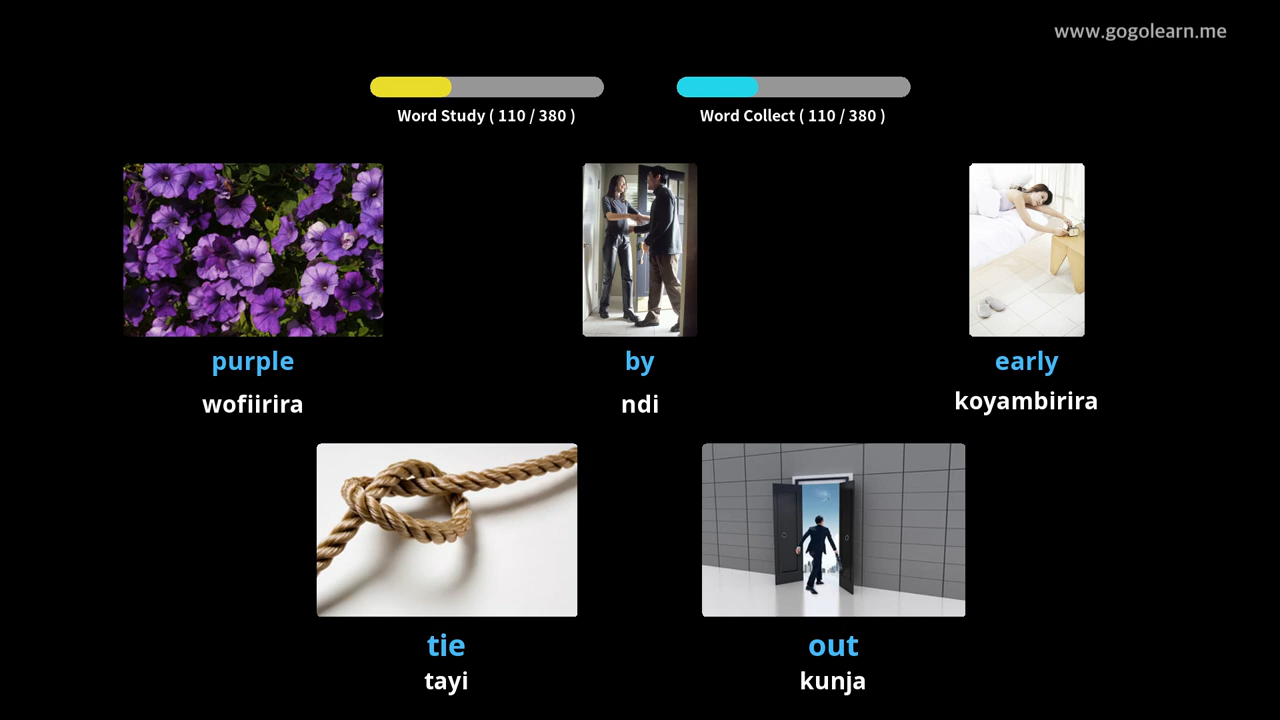 www.gogolearn.me
Word Study ( 110 / 380 )
Word Collect ( 110 / 380 )
purple
wofiirira
by
ndi
early
koyambirira
tie
tayi
out
kunja